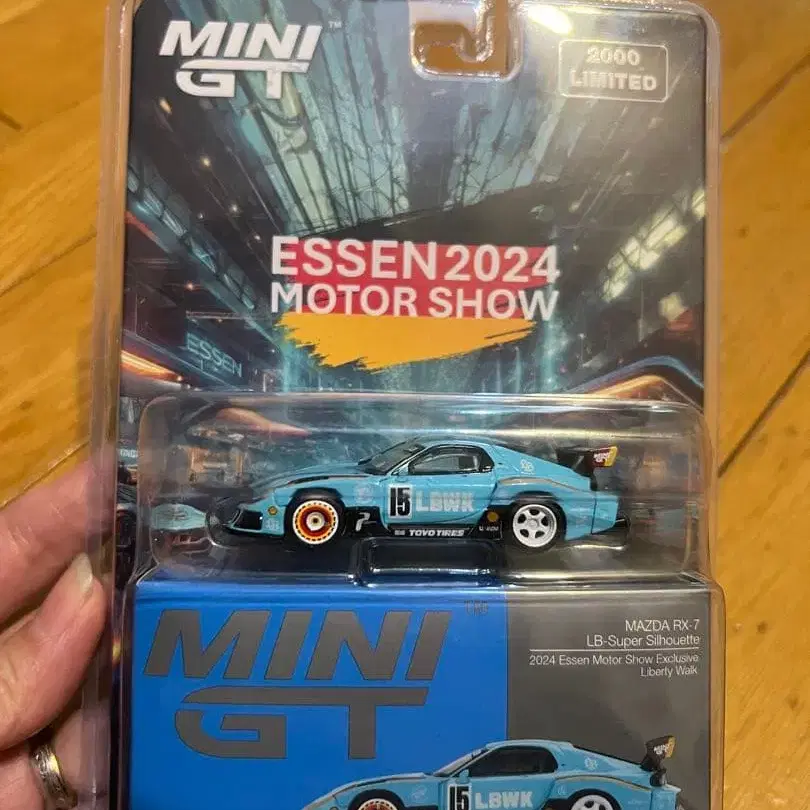 MINI GT™
2000
LIMITED
ESSEN 2024
MOTOR SHOW
ESSEN
15 LBWK
TOYO TIRES
MINI GT
MAZDA RX-7
LB-Super Silhouette
2024 Essen Motor Show Exclusive
Liberty Walk
15 LBWK